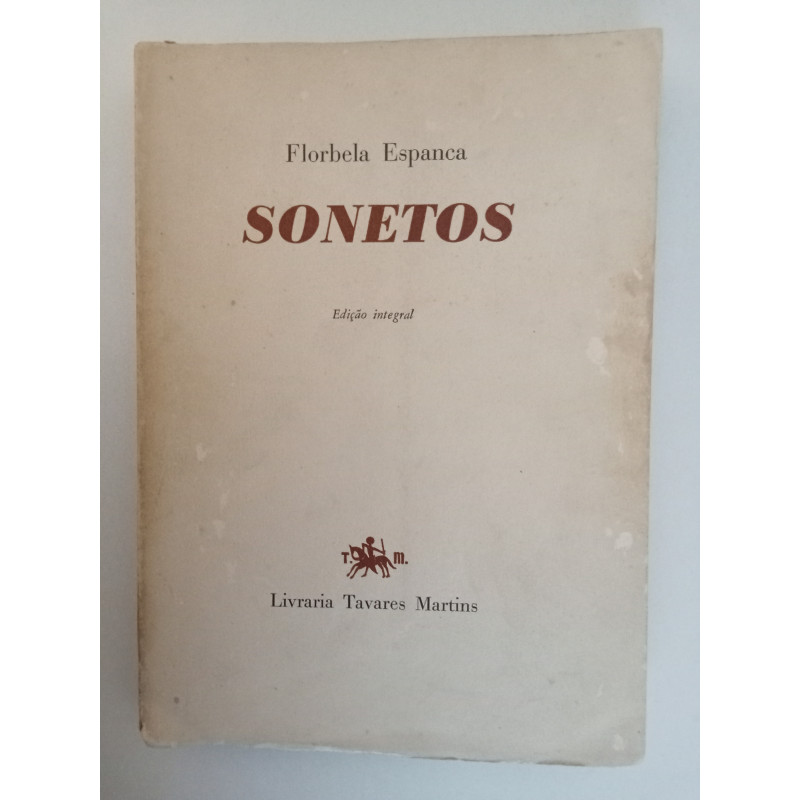 Florbela Espanca
SONETOS
Edição integral
T. M.
Livraria Tavares Martins